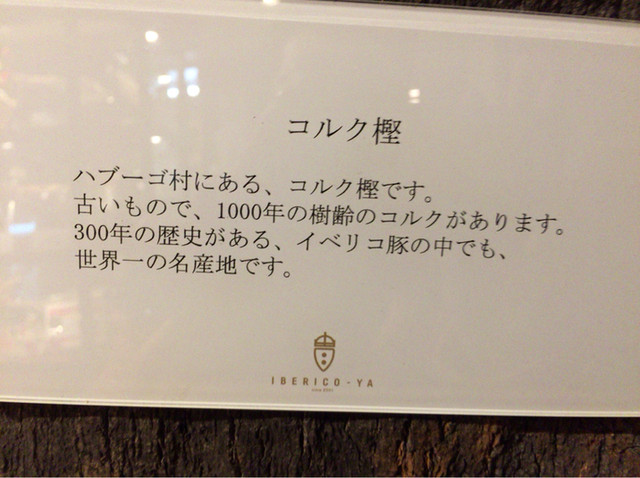 コルク樫
ハブーゴ村にある、コルク樫です。
古いもので、1000年の樹齢のコルクがあります。
300年の歴史がある、イベリコ豚の中でも、
世界一の名産地です。
IBERICO-YA